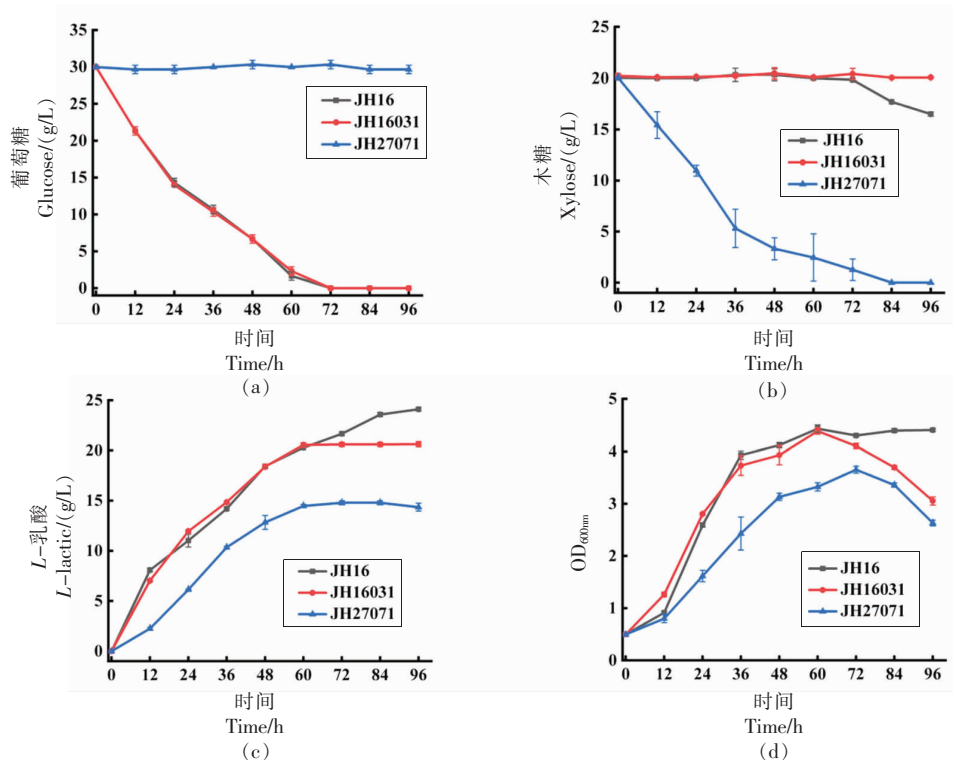 35
30
25
20
15
10
5
0
葡萄糖
Glucose/(g/L)
JH16
JH16031
JH27071
0 12 24 36 48 60 72 84 96
时间
Time/h
(a)
25
20
15
10
5
0
木糖
Xylose/(g/L)
JH16
JH16031
JH27071
0 12 24 36 48 60 72 84 96
时间
Time/h
(b)
25
20
15
10
5
0
L-乳酸
L-lactic/(g/L)
JH16
JH16031
JH27071
0 12 24 36 48 60 72 84 96
时间
Time/h
(c)
5
4
3
2
1
0
OD600nm
JH16
JH16031
JH27071
0 12 24 36 48 60 72 84 96
时间
Time/h
(d)